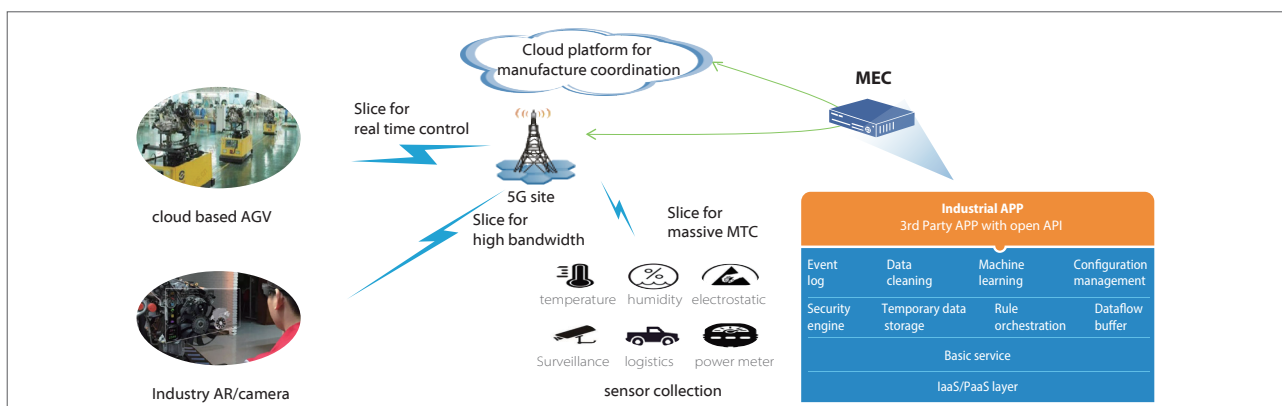 Cloud platform for
manufacture coordination
MEC
Slice for
real time control
5G site
cloud based AGV
Slice for
high bandwidth
Slice for
massive MTC
Industrial APP
3rd Party APP with open API
Event
log
Data
cleaning
Machine
learning
Configuration
management
Security
engine
Temporary data
storage
Rule
orchestration
Dataflow
buffer
Basic service
IaaS/PaaS layer
%
temperature
humidity
electrostatic
Surveillance
logistics
power meter
sensor collection
Industry AR/camera